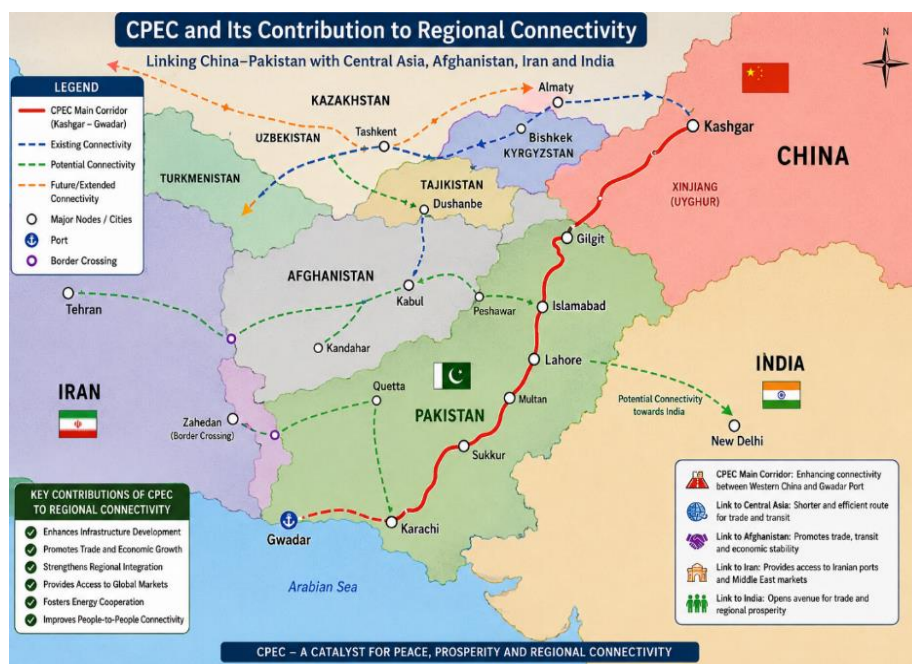 CPEC and Its Contribution to Regional Connectivity
Linking China–Pakistan with Central Asia, Afghanistan, Iran and India
N
LEGEND
CPEC Main Corridor
(Kashgar – Gwadar)
Existing Connectivity
Potential Connectivity
Future/Extended
Connectivity
Major Nodes / Cities
Port
Border Crossing
KAZAKHSTAN
Almaty
UZBEKISTAN
Tashkent
Bishkek
KYRGYZSTAN
Kashgar
CHINA
TURKMENISTAN
TAJIKISTAN
Dushanbe
XINJIANG
(UYGHUR)
Gilgit
AFGHANISTAN
Kabul
Tehran
Peshawar
Islamabad
Kandahar
Lahore
IRAN
Quetta
PAKISTAN
Multan
INDIA
Potential Connectivity
towards India
New Delhi
Zahedan
(Border Crossing)
Sukkur
Gwadar
Karachi
Arabian Sea
KEY CONTRIBUTIONS OF CPEC
TO REGIONAL CONNECTIVITY
Enhances Infrastructure Development
Promotes Trade and Economic Growth
Strengthens Regional Integration
Provides Access to Global Markets
Fosters Energy Cooperation
Improves People-to-People Connectivity
CPEC Main Corridor: Enhancing connectivity
between Western China and Gwadar Port
Link to Central Asia: Shorter and efficient route
for trade and transit
Link to Afghanistan: Promotes trade, transit
and economic stability
Link to Iran: Provides access to Iranian ports
and Middle East markets
Link to India: Opens avenue for trade and
regional prosperity
CPEC – A CATALYST FOR PEACE, PROSPERITY AND REGIONAL CONNECTIVITY